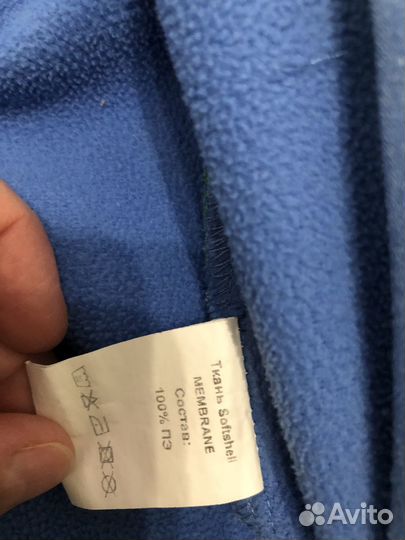 Ткань Softshell
MEMBRANE
Состав:
100% ПЭ
Avito